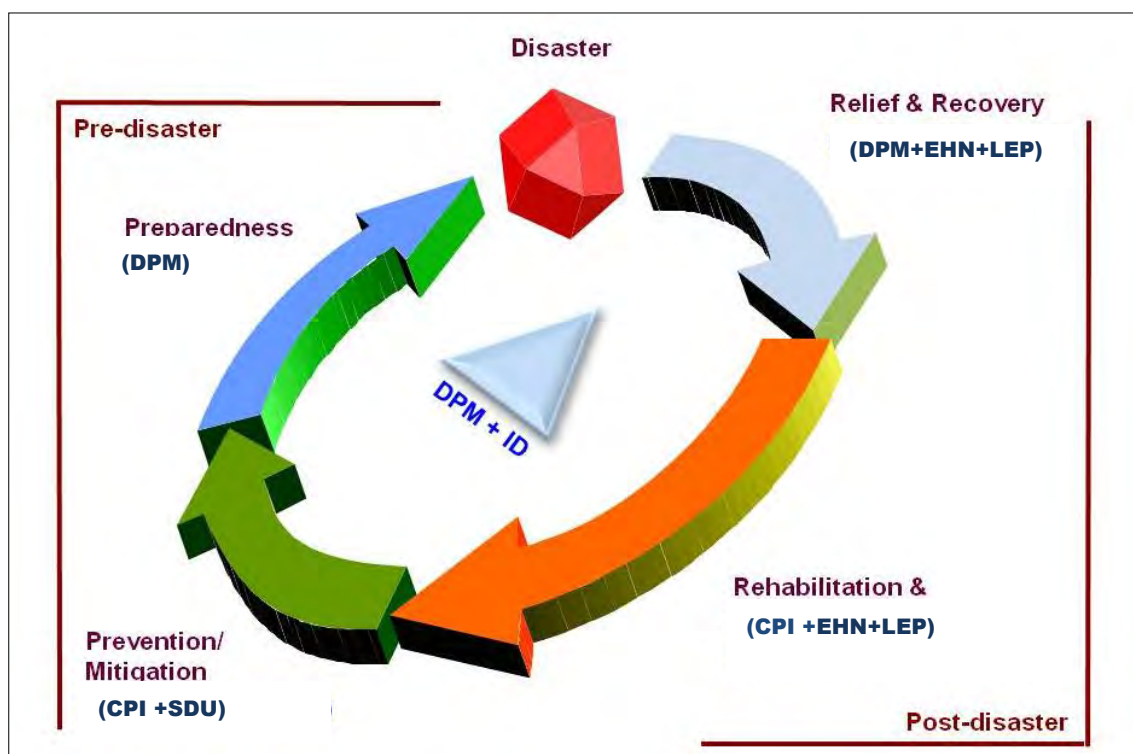 Disaster
Relief & Recovery
(DPM+EHN+LEP)
Pre-disaster
Preparedness
(DPM)
DPM + ID
Rehabilitation &
(CPI +EHN+LEP)
Prevention/
Mitigation
(CPI +SDU)
Post-disaster